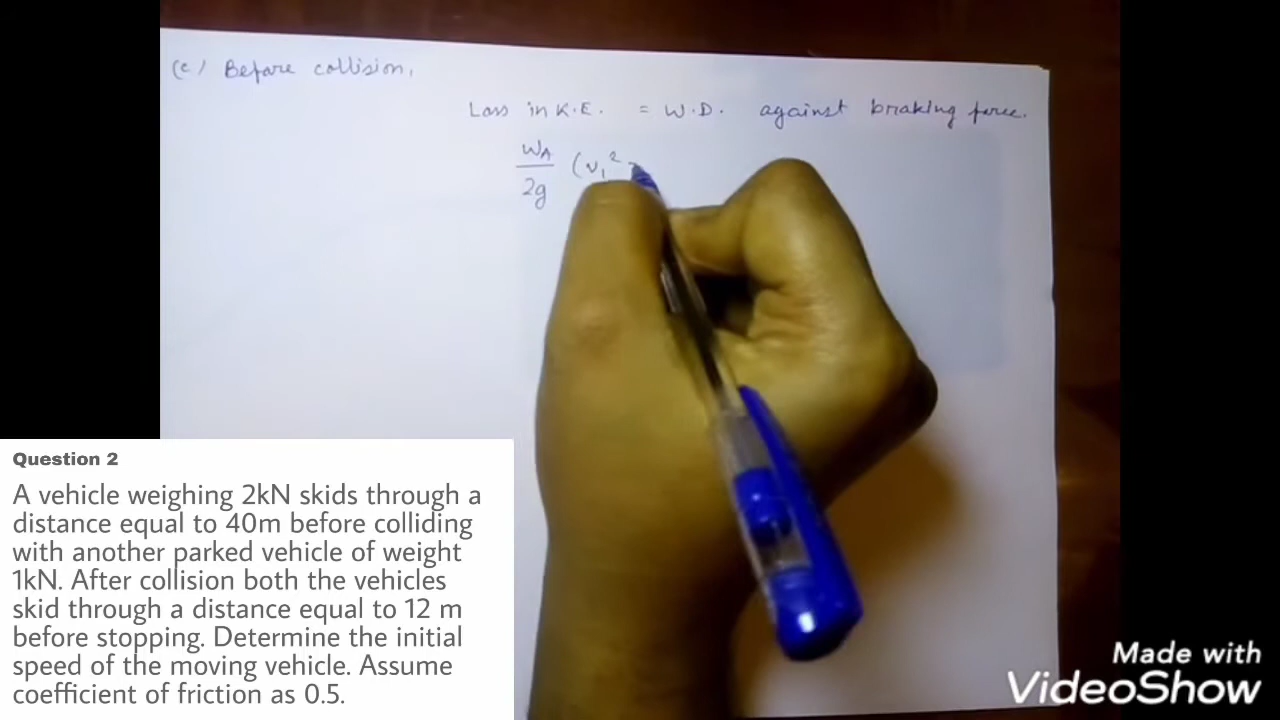 (c) Before collision,
Loss in K.E. = W.D. against braking force.
WA
(v1²
2g
Question 2
A vehicle weighing 2kN skids through a
distance equal to 40m before colliding
with another parked vehicle of weight
1kN. After collision both the vehicles
skid through a distance equal to 12 m
before stopping. Determine the initial
speed of the moving vehicle. Assume
coefficient of friction as 0.5.
Made with
VideoShow